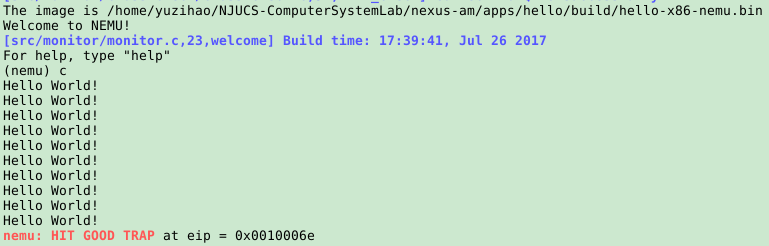 The image is /home/yuzihao/NJUCS-ComputerSystemLab/nexus-am/apps/hello/build/hello-x86-nemu.bin
Welcome to NEMU!
[src/monitor/monitor.c,23,welcome] Build time: 17:39:41, Jul 26 2017
For help, type "help"
(nemu) c
Hello World!
Hello World!
Hello World!
Hello World!
Hello World!
Hello World!
Hello World!
Hello World!
Hello World!
Hello World!
nemu: HIT GOOD TRAP at eip = 0x0010006e